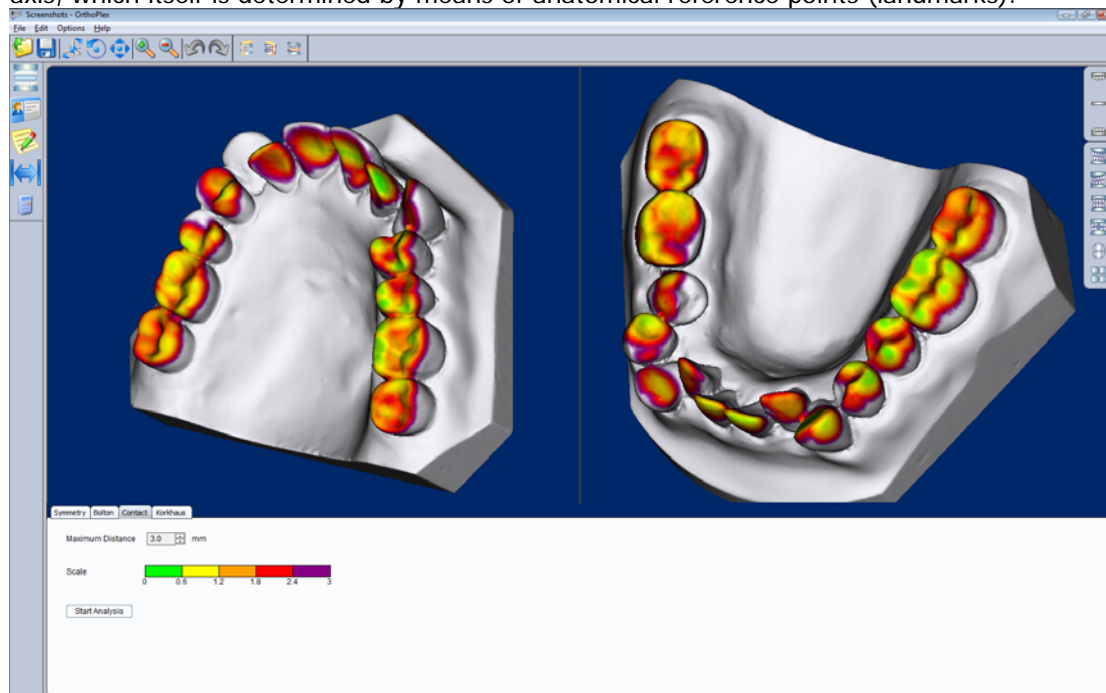 axis, which itself is determined by means of anatomical reference points (landmarks).
Screenshots - OrthoPlex
File Edit Options Help
Symmetry Bolton Contact Korkhaus
Maximum Distance 3.0 mm
Scale
0 0.6 1.2 1.8 2.4 3
Start Analysis